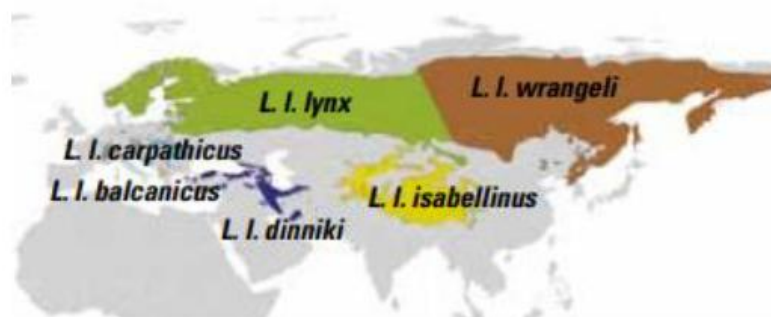 L. l. lynx
L. l. wrangeli
L. l. carpathicus
L. l. balcanicus
L. l. isabellinus
L. l. dinniki